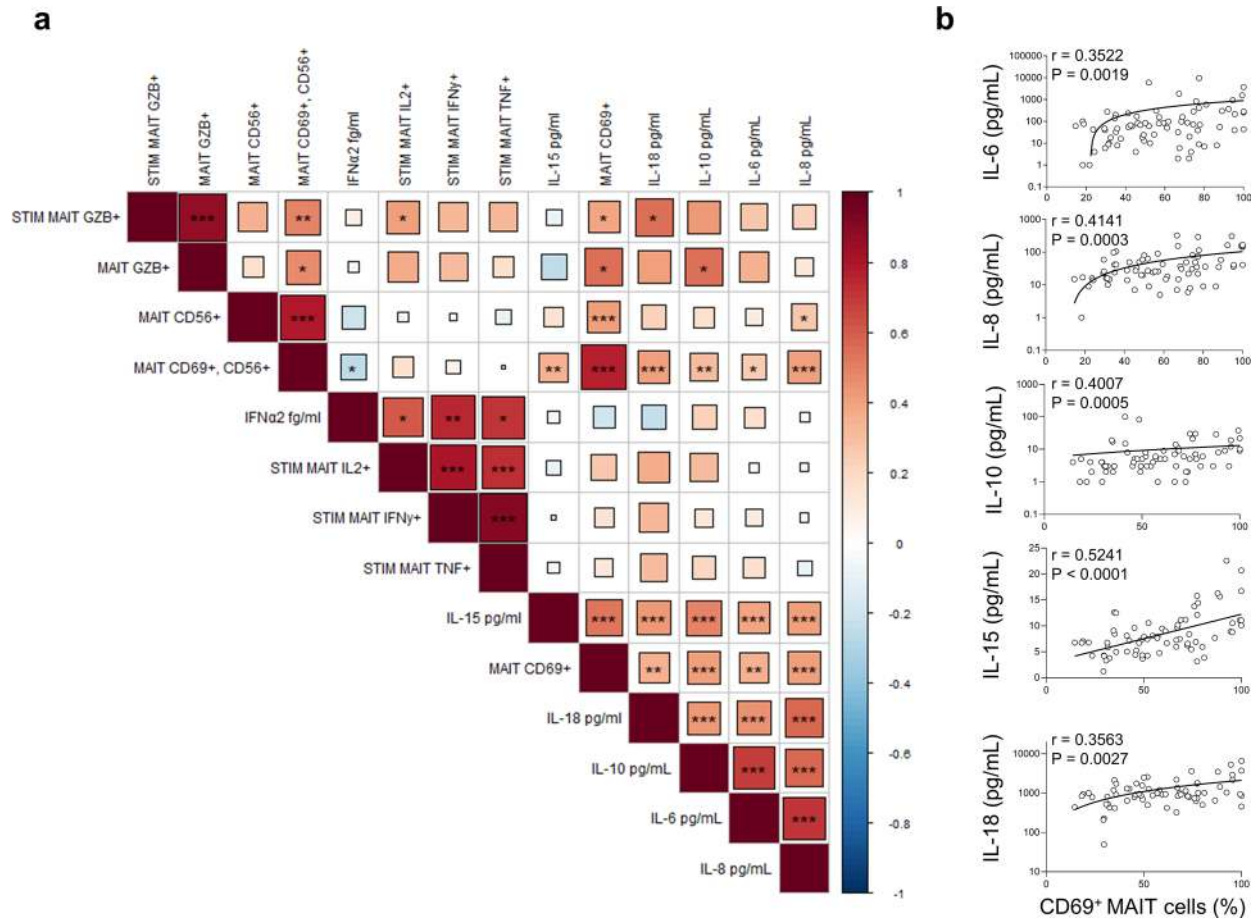 a
STIM MAIT GZB+
MAIT GZB+
MAIT CD56+
MAIT CD69+, CD56+
IFNα2 fg/ml
STIM MAIT IL2+
STIM MAIT IFNγ+
STIM MAIT TNF+
IL-15 pg/ml
MAIT CD69+
IL-18 pg/ml
IL-10 pg/mL
IL-6 pg/mL
IL-8 pg/mL
STIM MAIT GZB+ *** ** * * *
MAIT GZB+ * * *
MAIT CD56+ *** *** *
MAIT CD69+, CD56+ * ** *** *** ** * ***
IFNα2 fg/ml * ** *
STIM MAIT IL2+ *** ***
STIM MAIT IFNγ+ ***
STIM MAIT TNF+
IL-15 pg/ml *** *** *** *** ***
MAIT CD69+ ** *** ** ***
IL-18 pg/ml *** *** ***
IL-10 pg/mL *** ***
IL-6 pg/mL ***
IL-8 pg/mL
1
0.8
0.6
0.4
0.2
0
-0.2
-0.4
-0.6
-0.8
-1
b
IL-6 (pg/mL)
r = 0.3522
P = 0.0019
100000
10000
1000
100
10
1
0.1
20 40 60 80 100
IL-8 (pg/mL)
r = 0.4141
P = 0.0003
10000
1000
100
10
1
0.1
0 20 40 60 80 100
IL-10 (pg/mL)
r = 0.4007
P = 0.0005
1000
100
10
1
0.1
0 50 100
IL-15 (pg/mL)
r = 0.5241
P < 0.0001
25
20
15
10
5
0
0 50 100
IL-18 (pg/mL)
r = 0.3563
P = 0.0027
10000
1000
100
10
0 50 100
CD69⁺ MAIT cells (%)